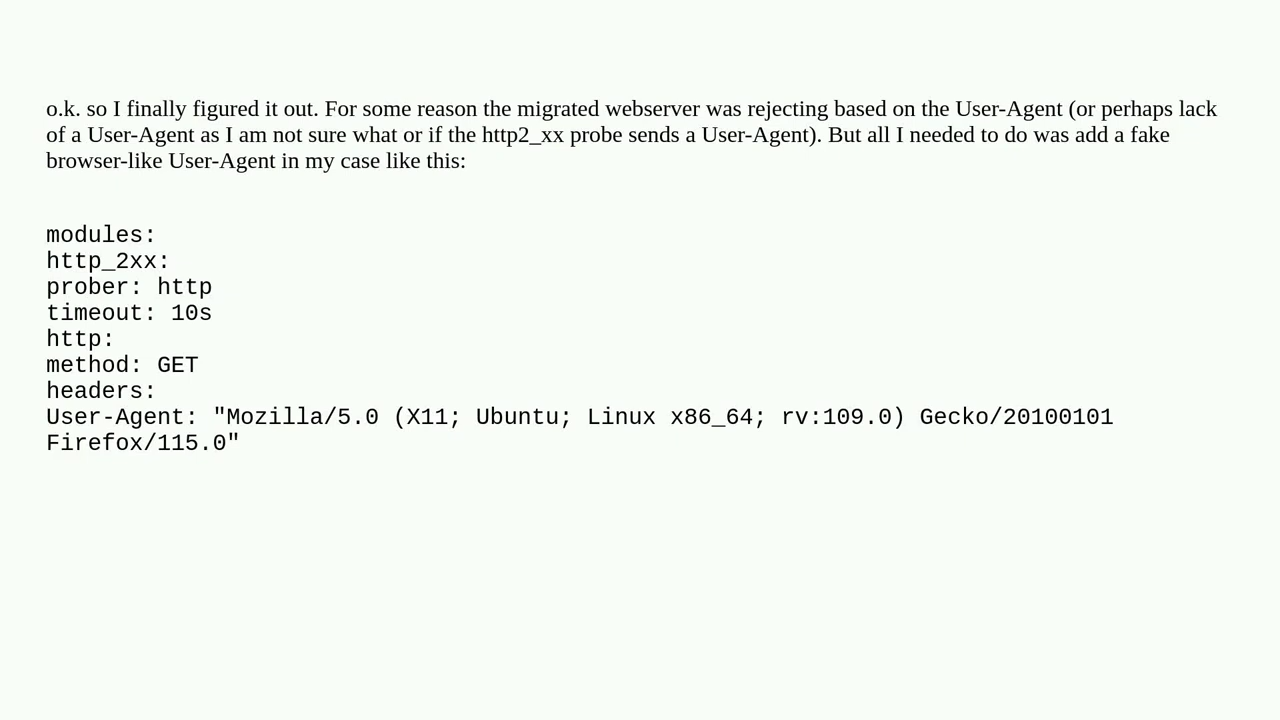 o.k. so I finally figured it out. For some reason the migrated webserver was rejecting based on the User-Agent (or perhaps lack
of a User-Agent as I am not sure what or if the http2_xx probe sends a User-Agent). But all I needed to do was add a fake
browser-like User-Agent in my case like this:
modules:
http_2xx:
prober: http
timeout: 10s
http:
method: GET
headers:
User-Agent: "Mozilla/5.0 (X11; Ubuntu; Linux x86_64; rv:109.0) Gecko/20100101
Firefox/115.0"